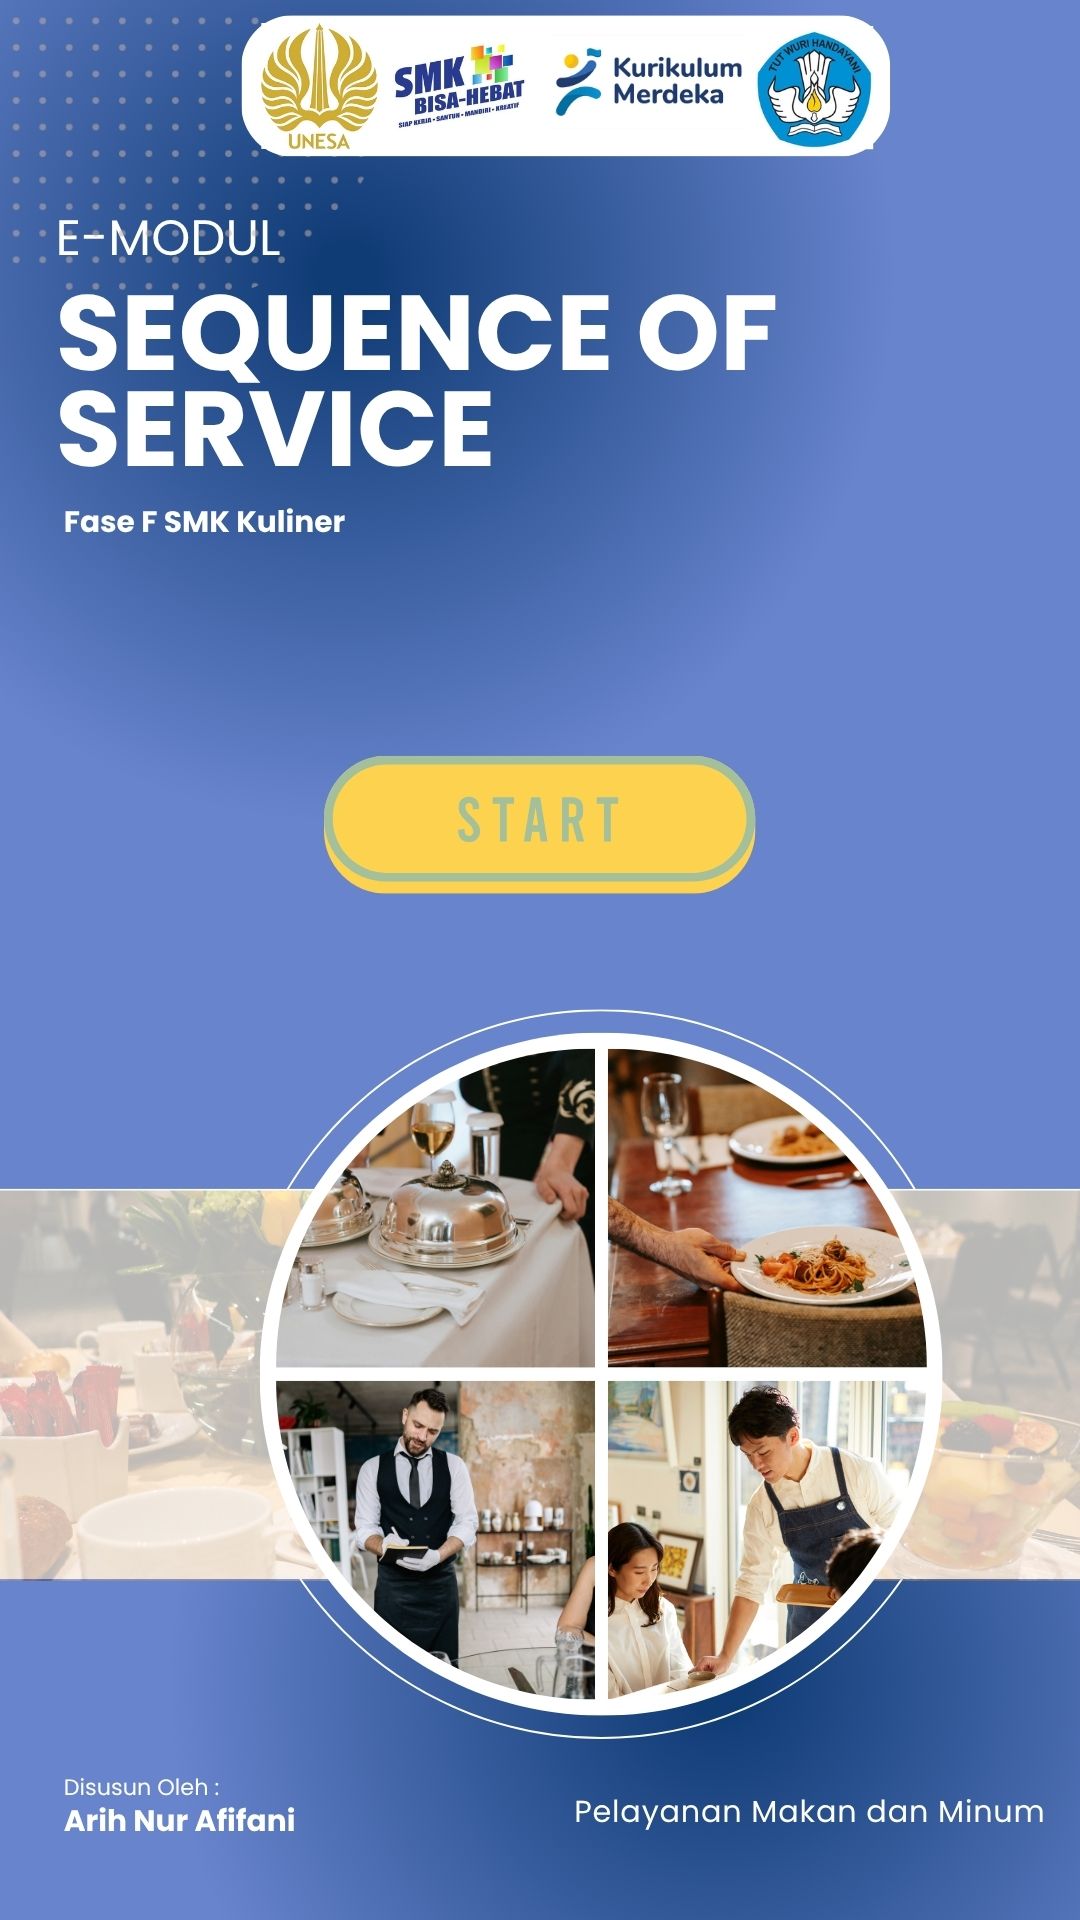 UNESA
SMK
BISA-HEBAT
SIAP KERJA • SANTUN • MANDIRI • KREATIF
Kurikulum
Merdeka
TUT WURI HANDAYANI
E-MODUL
SEQUENCE OF
SERVICE
Fase F SMK Kuliner
START
Disusun Oleh :
Arih Nur Afifani
Pelayanan Makan dan Minum